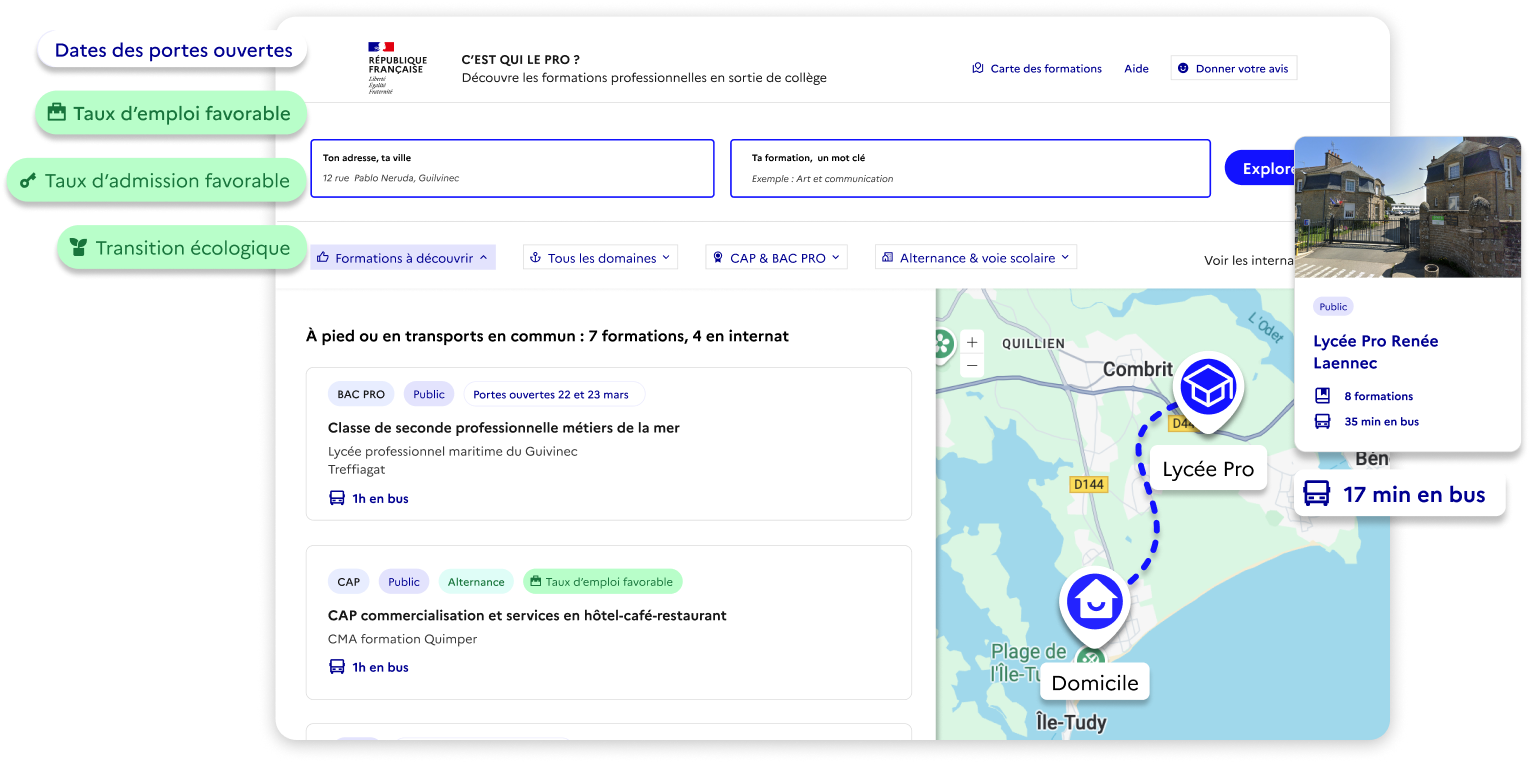 Dates des portes ouvertes
Taux d'emploi favorable
Taux d'admission favorable
Transition écologique
RÉPUBLIQUE
FRANÇAISE
Liberté
Égalité
Fraternité
C'EST QUI LE PRO ?
Découvre les formations professionnelles en sortie de collège
Carte des formations
Aide
Donner votre avis
Ton adresse, ta ville
12 rue Pablo Neruda, Guilvinec
Ta formation, un mot clé
Exemple : Art et communication
Explore
Formations à découvrir
Tous les domaines
CAP & BAC PRO
Alternance & voie scolaire
Voir les interna
À pied ou en transports en commun : 7 formations, 4 en internat
BAC PRO
Public
Portes ouvertes 22 et 23 mars
Classe de seconde professionnelle métiers de la mer
Lycée professionnel maritime du Guivinec
Treffiagat
1h en bus
CAP
Public
Alternance
Taux d'emploi favorable
CAP commercialisation et services en hôtel-café-restaurant
CMA formation Quimper
1h en bus
+
−
QUILLIEN
L'Odet
Combrit
D44
Lycée Pro
D144
Plage de
l'Île-Tu
Domicile
Île-Tudy
Bén
Public
Lycée Pro Renée
Laennec
8 formations
35 min en bus
17 min en bus